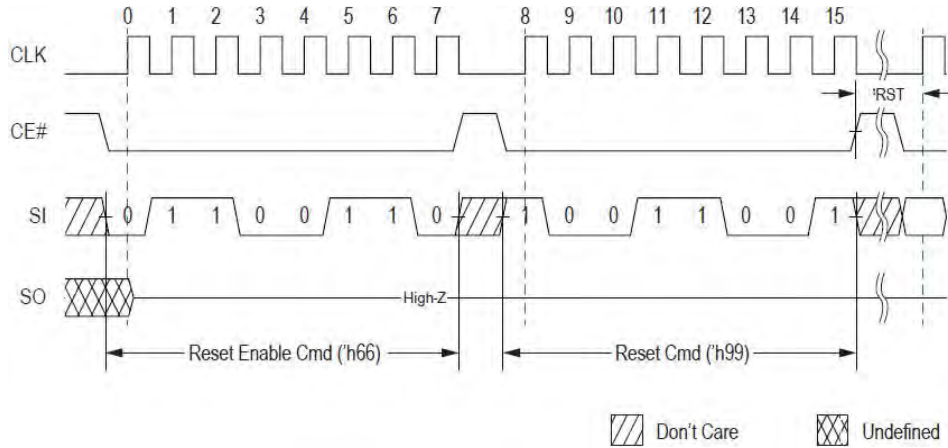 0 1 2 3 4 5 6 7 8 9 10 11 12 13 14 15
CLK
tRST
CE#
SI 0 1 1 0 0 1 1 0 1 0 0 1 1 0 0 1
SO
High-Z
Reset Enable Cmd ('h66) Reset Cmd ('h99)
Don't Care Undefined